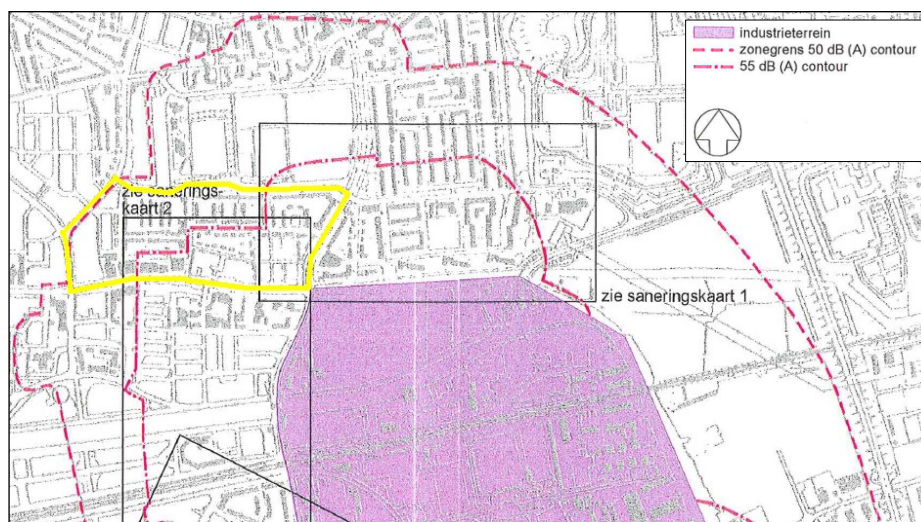 industrieterrein
zonegrens 50 dB (A) contour
55 dB (A) contour
zie sanerings-
kaart 2
zie saneringskaart 1